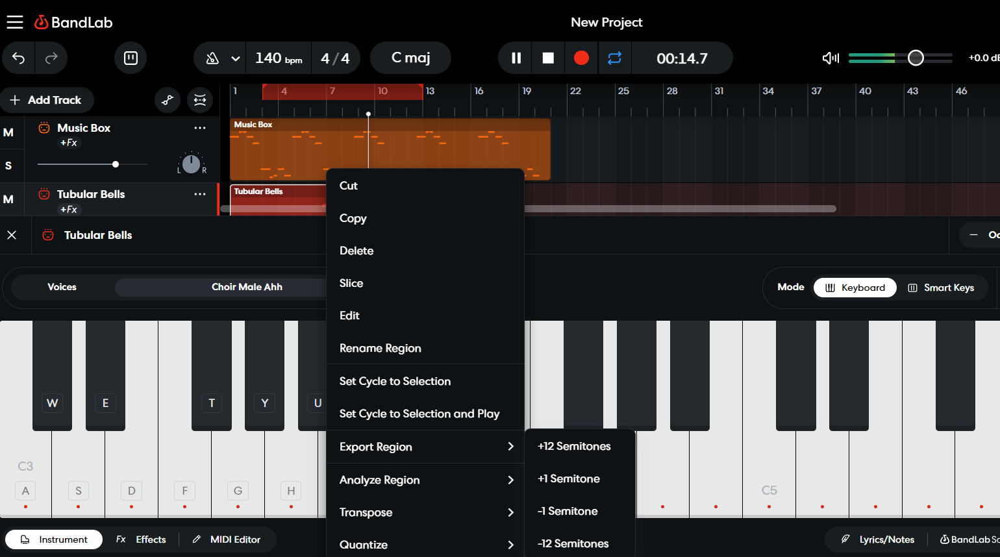 BandLab
New Project
140 bpm
4/4
C maj
00:14.7
+0.0 dB
Add Track
1 4 7 10 13 16 19 22 25 28 31 34 37 40 43 46
M
Music Box
+Fx
S
L R
Music Box
M
Tubular Bells
+Fx
Tubular Bells
Tubular Bells
Voices
Choir Male Ahh
Mode
Keyboard
Smart Keys
Cut
Copy
Delete
Slice
Edit
Rename Region
Set Cycle to Selection
Set Cycle to Selection and Play
Export Region
Analyze Region
Transpose
Quantize
+12 Semitones
+1 Semitone
-1 Semitone
-12 Semitones
W E T Y U
C3
C5
A S D F G H
Instrument
Fx Effects
MIDI Editor
Lyrics/Notes
BandLab